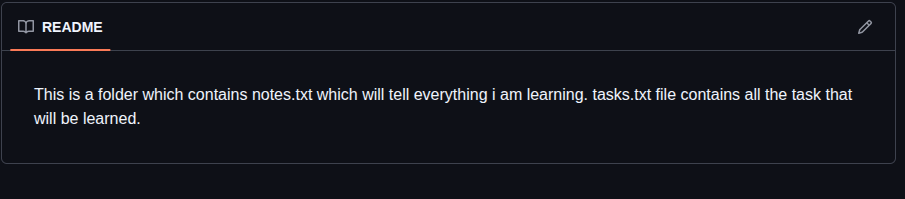 README
This is a folder which contains notes.txt which will tell everything i am learning. tasks.txt file contains all the task that
will be learned.